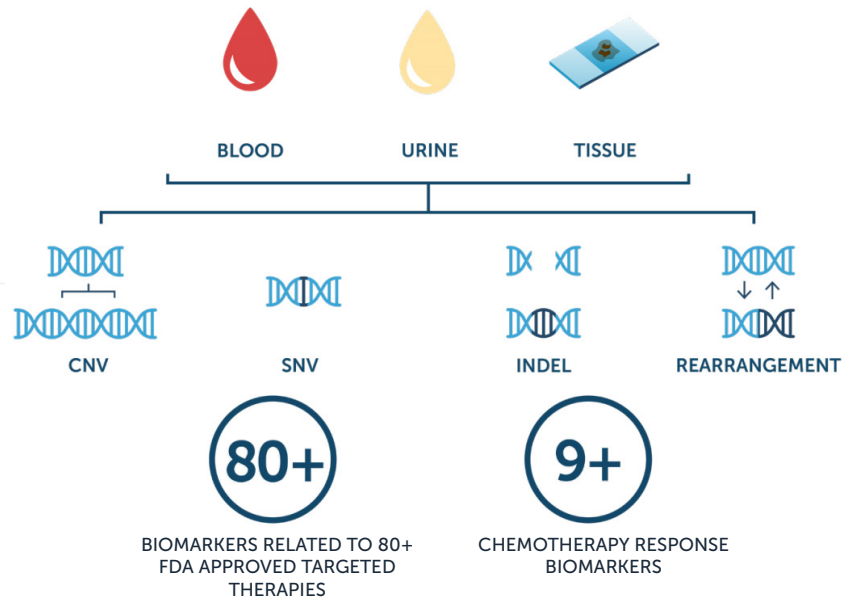 BLOOD
URINE
TISSUE
CNV
SNV
INDEL
REARRANGEMENT
80+
BIOMARKERS RELATED TO 80+
FDA APPROVED TARGETED
THERAPIES
9+
CHEMOTHERAPY RESPONSE
BIOMARKERS